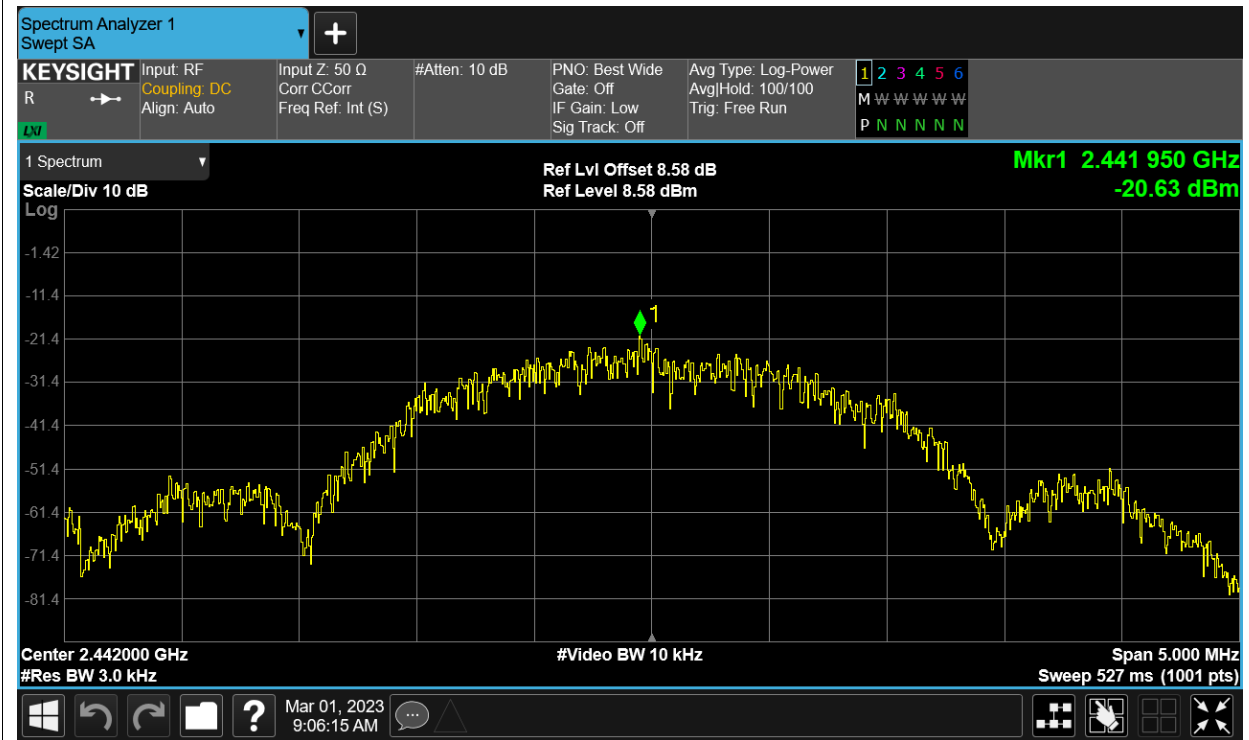 Spectrum Analyzer 1
Swept SA
+
KEYSIGHT
R
LXI
Input: RF
Coupling: DC
Align: Auto
Input Z: 50 Ω
Corr CCorr
Freq Ref: Int (S)
#Atten: 10 dB
PNO: Best Wide
Gate: Off
IF Gain: Low
Sig Track: Off
Avg Type: Log-Power
Avg|Hold: 100/100
Trig: Free Run
1 2 3 4 5 6
M W W W W W
P N N N N N
1 Spectrum
Scale/Div 10 dB
Log
Ref Lvl Offset 8.58 dB
Ref Level 8.58 dBm
Mkr1 2.441 950 GHz
-20.63 dBm
-1.42
-11.4
1
-21.4
-31.4
-41.4
-51.4
-61.4
-71.4
-81.4
Center 2.442000 GHz
#Video BW 10 kHz
Span 5.000 MHz
#Res BW 3.0 kHz
Sweep 527 ms (1001 pts)
?
Mar 01, 2023
9:06:15 AM